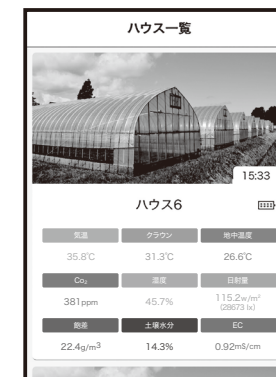 ハウス一覧
15:33
ハウス6
気温 クラウン 地中温度
35.8℃ 31.3℃ 26.6℃
Co₂ 湿度 日射量
381ppm 45.7% 115.2w/m²
(28673 lx)
飽差 土壌水分 EC
22.4g/m³ 14.3% 0.92mS/cm